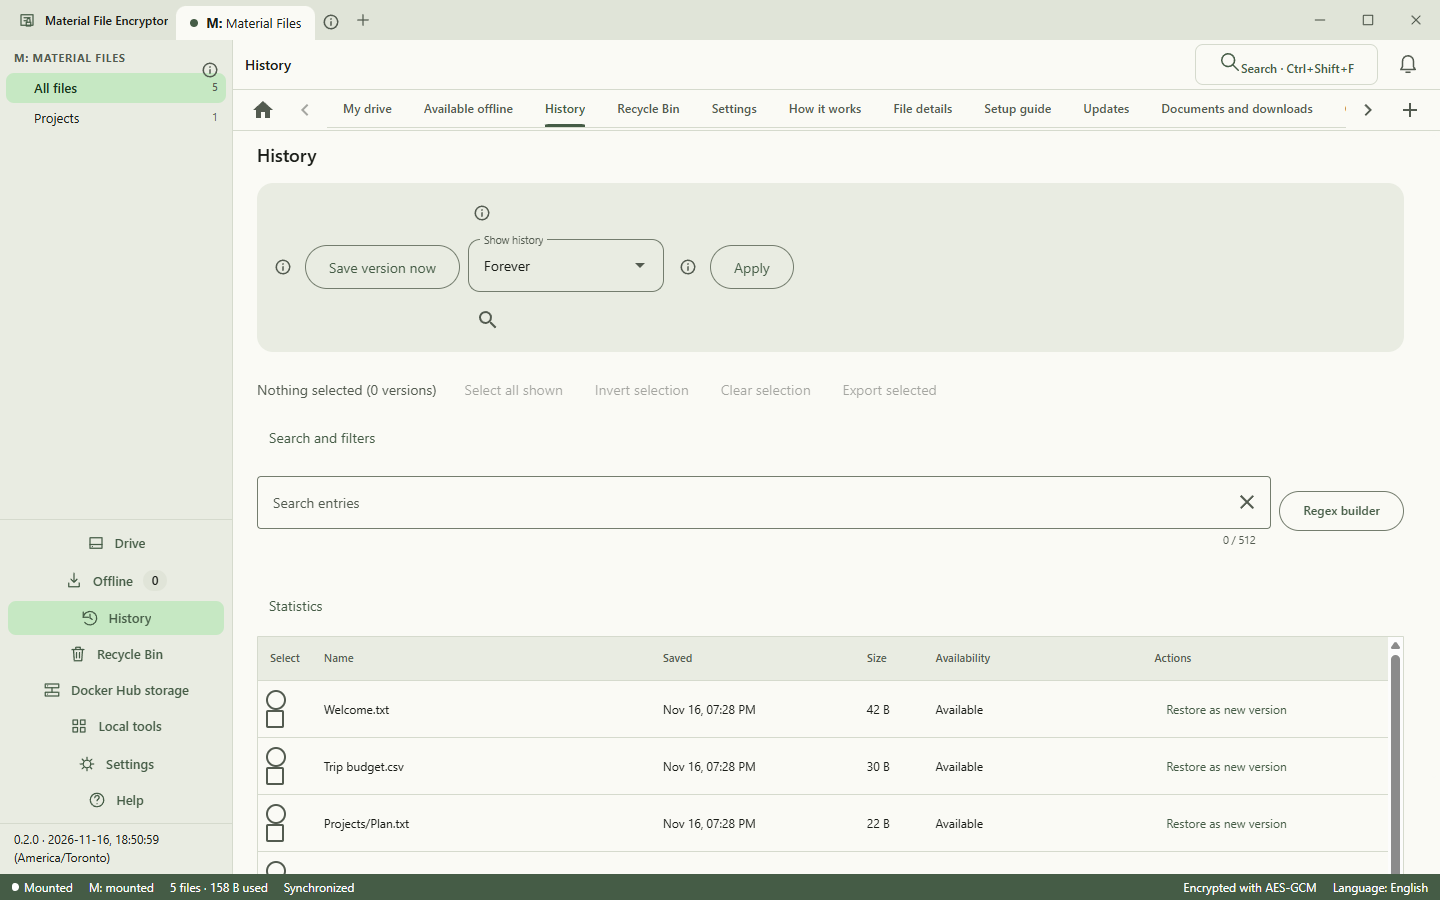 Material File Encryptor
M: Material Files
M: MATERIAL FILES
All files
5
Projects
1
History
Search · Ctrl+Shift+F
My drive
Available offline
History
Recycle Bin
Settings
How it works
File details
Setup guide
Updates
Documents and downloads
History
Save version now
Show history
Forever
Apply
Nothing selected (0 versions)
Select all shown
Invert selection
Clear selection
Export selected
Search and filters
Search entries
Regex builder
0 / 512
Statistics
Select Name Saved Size Availability Actions
Welcome.txt Nov 16, 07:28 PM 42 B Available Restore as new version
Trip budget.csv Nov 16, 07:28 PM 30 B Available Restore as new version
Projects/Plan.txt Nov 16, 07:28 PM 22 B Available Restore as new version
Drive
Offline 0
History
Recycle Bin
Docker Hub storage
Local tools
Settings
Help
0.2.0 · 2026-11-16, 18:50:59
(America/Toronto)
Mounted
M: mounted
5 files · 158 B used
Synchronized
Encrypted with AES-GCM
Language: English